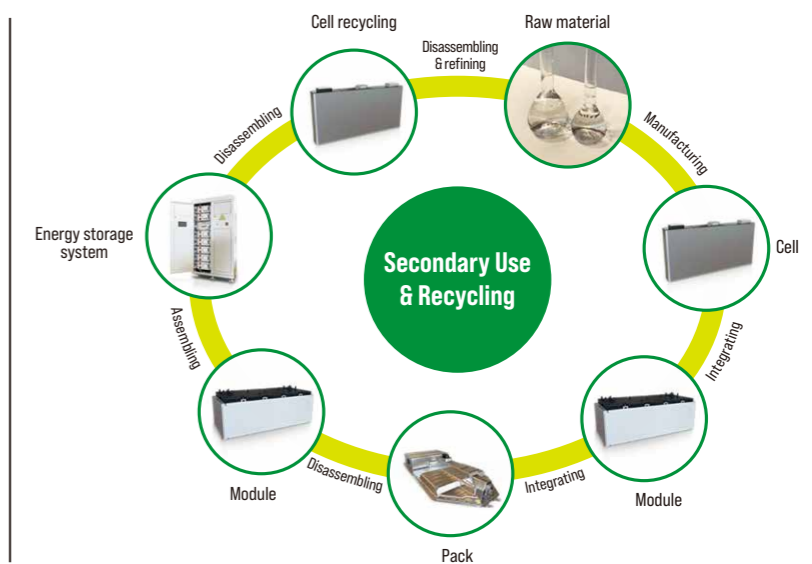 Cell recycling
Disassembling
& refining
Raw material
Manufacturing
Cell
Integrating
Module
Integrating
Pack
Disassembling
Module
Assembling
Energy storage
system
Disassembling
Secondary Use
& Recycling